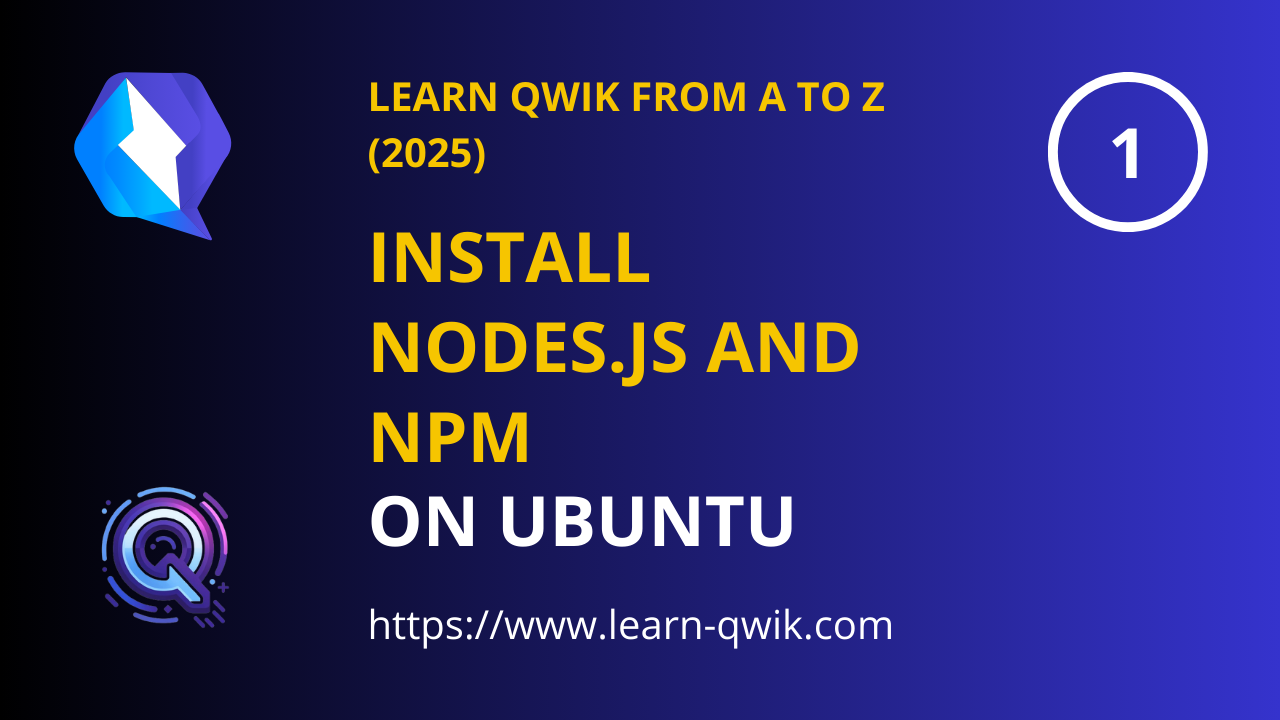 LEARN QWIK FROM A TO Z
(2025)
1
INSTALL
NODES.JS AND
NPM
ON UBUNTU
https://www.learn-qwik.com